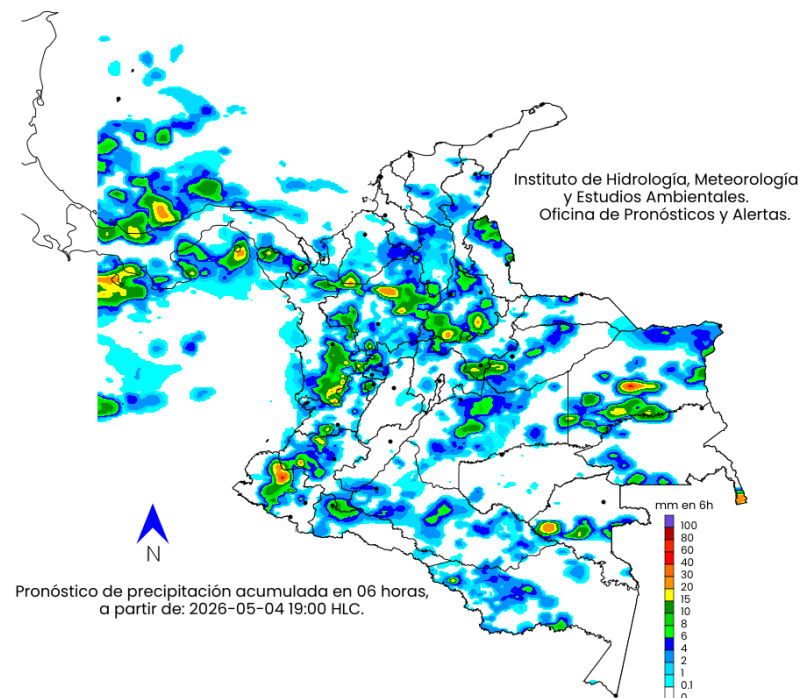 Instituto de Hidrología, Meteorología
y Estudios Ambientales.
Oficina de Pronósticos y Alertas.
N
Pronóstico de precipitación acumulada en 06 horas,
a partir de: 2026-05-04 19:00 HLC.
mm en 6h
100
80
60
40
30
20
15
10
8
6
4
2
1
0.1
0